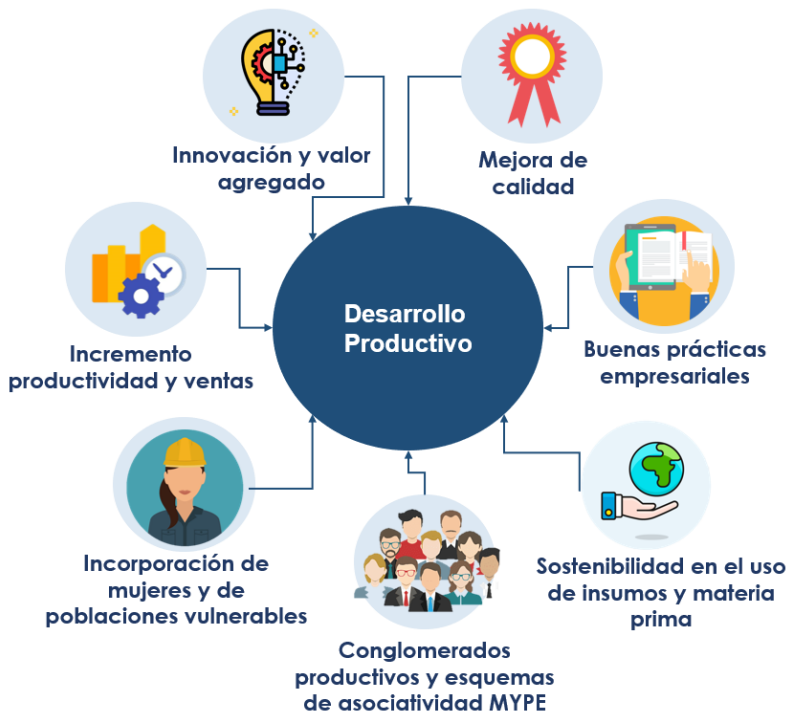 Innovación y valor
agregado
Mejora de
calidad
Incremento
productividad y ventas
Desarrollo
Productivo
Buenas prácticas
empresariales
Incorporación de
mujeres y de
poblaciones vulnerables
Sostenibilidad en el uso
de insumos y materia
prima
Conglomerados
productivos y esquemas
de asociatividad MYPE